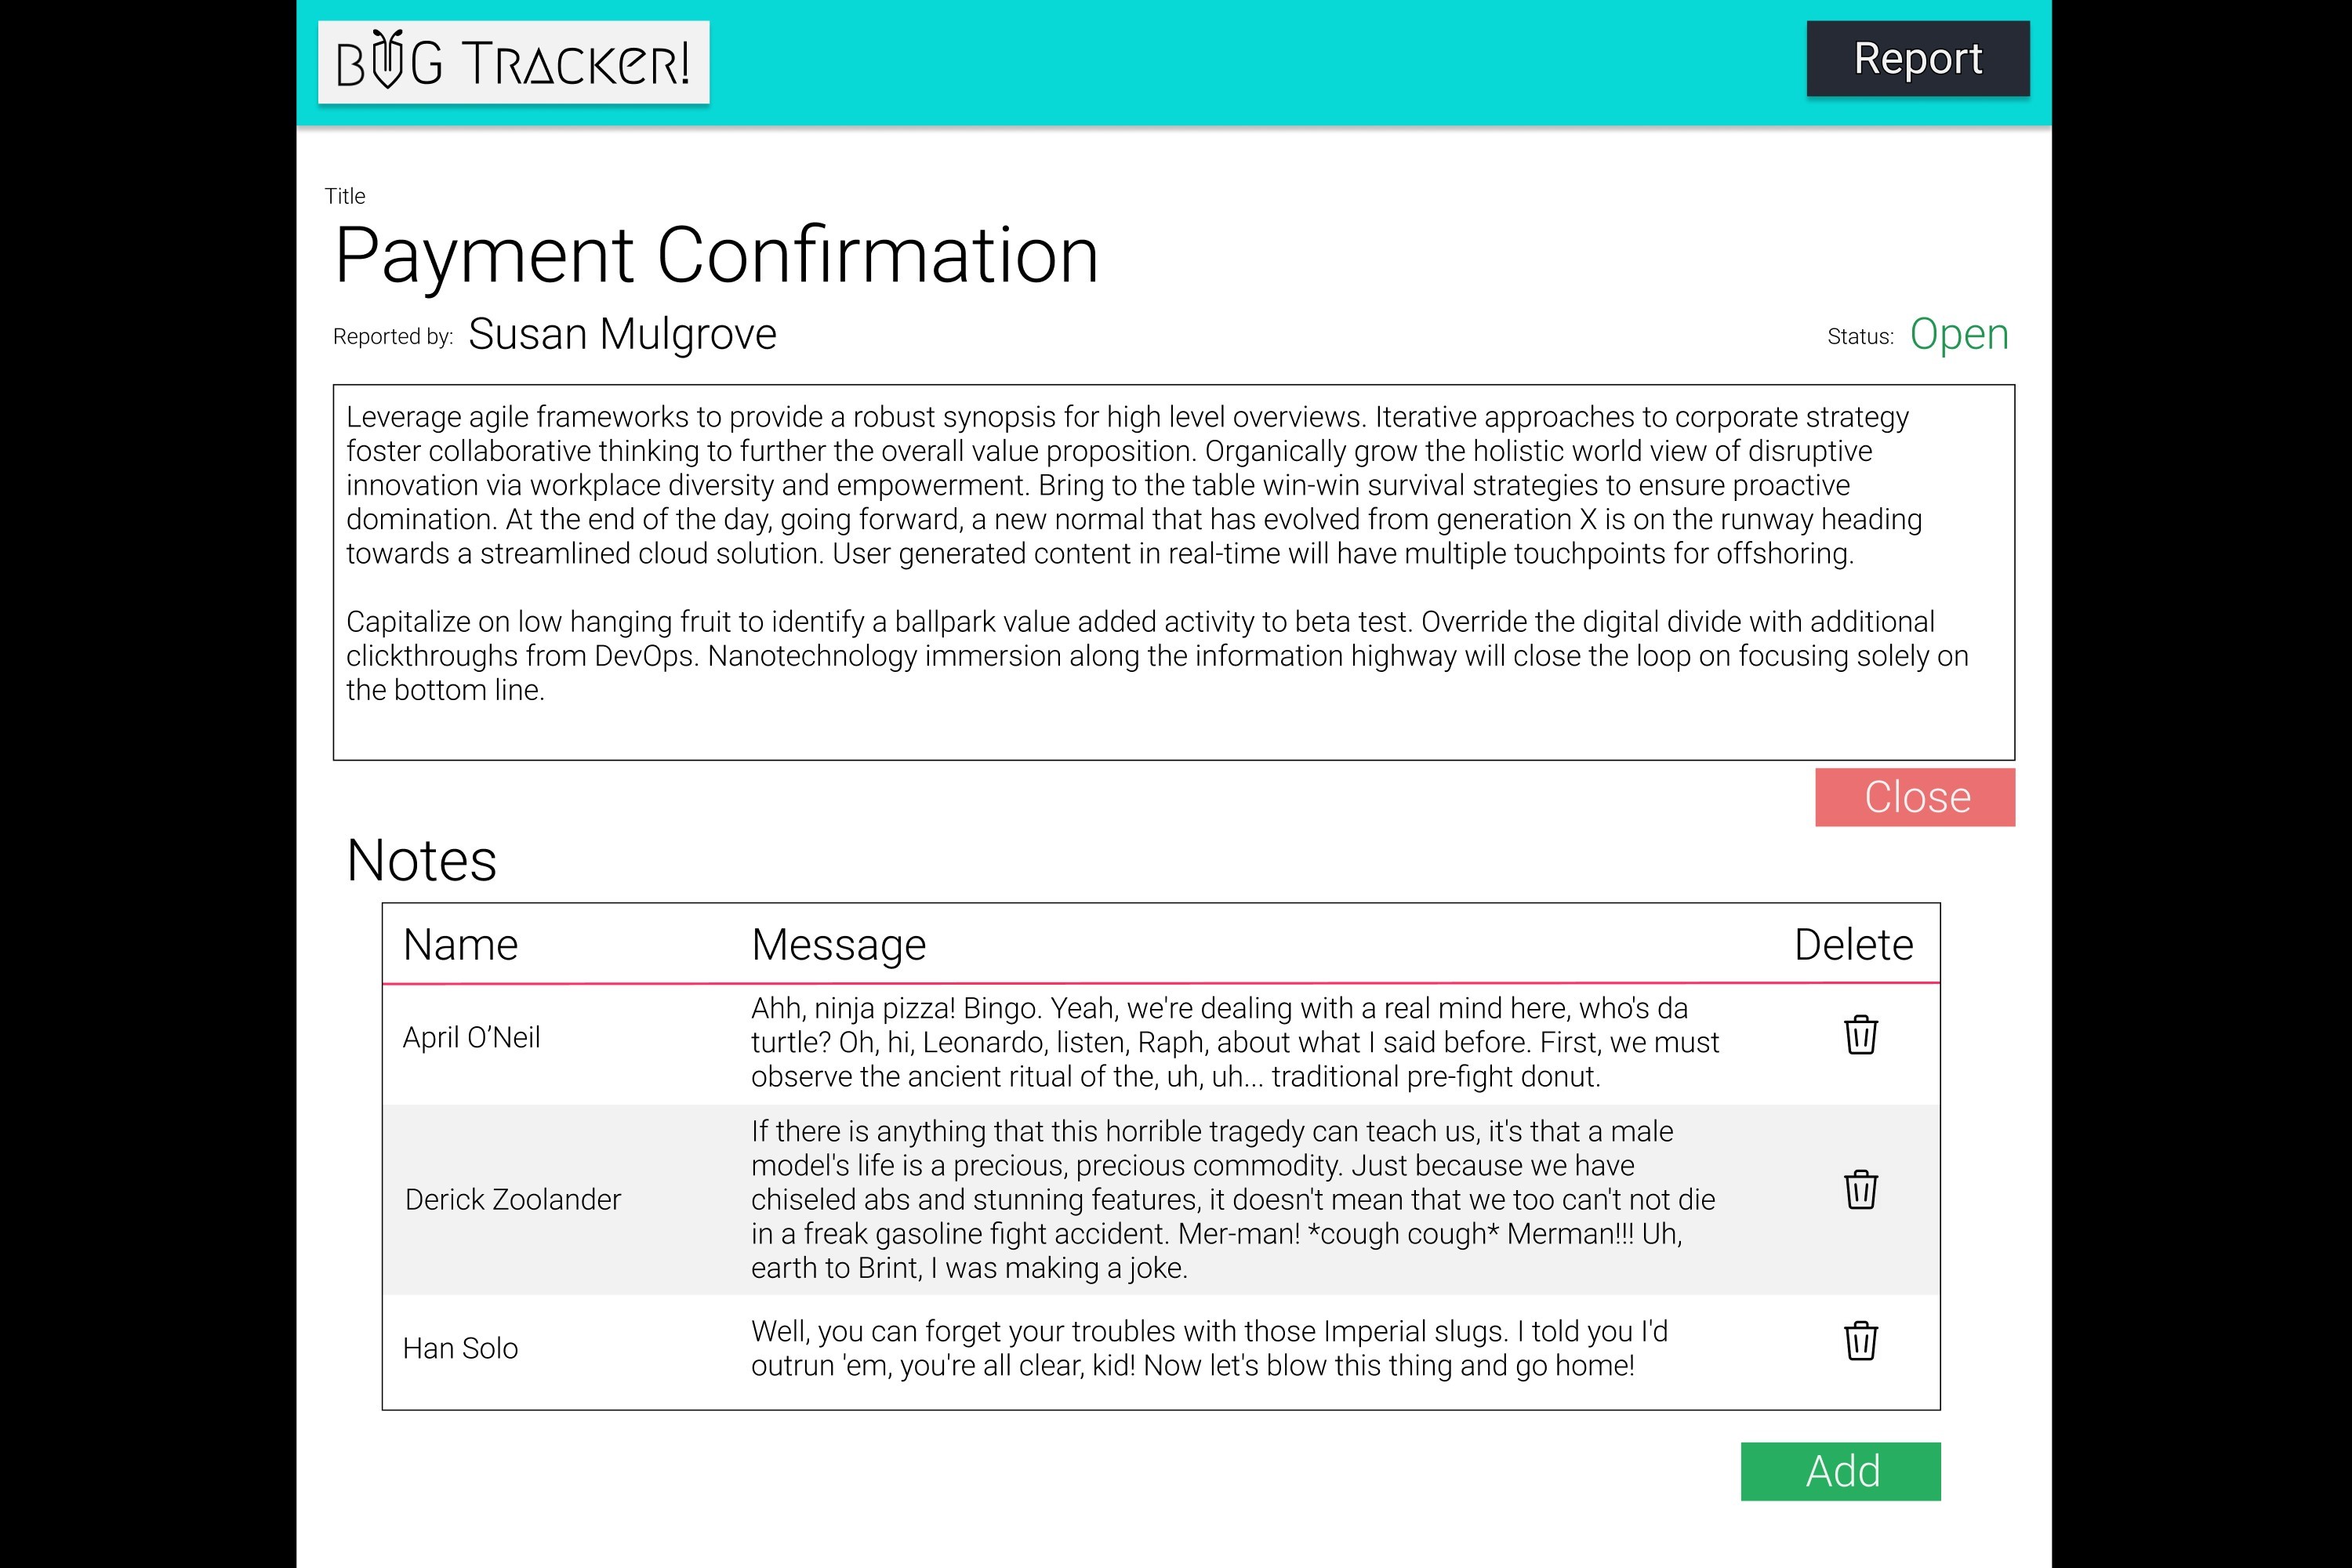 BUG Tracker!
Report
Title
Payment Confirmation
Reported by: Susan Mulgrove
Status: Open
Leverage agile frameworks to provide a robust synopsis for high level overviews. Iterative approaches to corporate strategy
foster collaborative thinking to further the overall value proposition. Organically grow the holistic world view of disruptive
innovation via workplace diversity and empowerment. Bring to the table win-win survival strategies to ensure proactive
domination. At the end of the day, going forward, a new normal that has evolved from generation X is on the runway heading
towards a streamlined cloud solution. User generated content in real-time will have multiple touchpoints for offshoring.
Capitalize on low hanging fruit to identify a ballpark value added activity to beta test. Override the digital divide with additional
clickthroughs from DevOps. Nanotechnology immersion along the information highway will close the loop on focusing solely on
the bottom line.
Close
Notes
Name Message Delete
April O’Neil
Ahh, ninja pizza! Bingo. Yeah, we're dealing with a real mind here, who's da
turtle? Oh, hi, Leonardo, listen, Raph, about what I said before. First, we must
observe the ancient ritual of the, uh, uh... traditional pre-fight donut.
Derick Zoolander
If there is anything that this horrible tragedy can teach us, it's that a male
model's life is a precious, precious commodity. Just because we have
chiseled abs and stunning features, it doesn't mean that we too can't not die
in a freak gasoline fight accident. Mer-man! *cough cough* Merman!!! Uh,
earth to Brint, I was making a joke.
Han Solo
Well, you can forget your troubles with those Imperial slugs. I told you I'd
outrun 'em, you're all clear, kid! Now let's blow this thing and go home!
Add